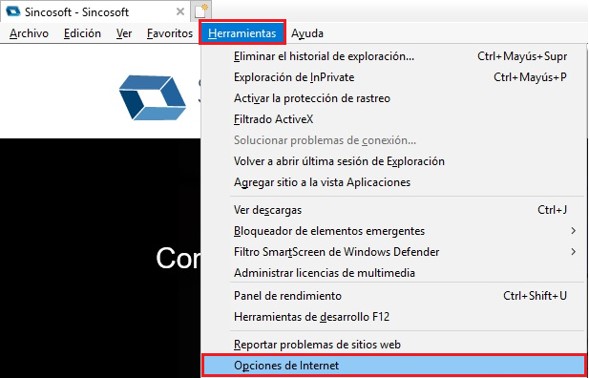 Sincosoft - Sincosoft
Archivo Edición Ver Favoritos Herramientas Ayuda
Eliminar el historial de exploración... Ctrl+Mayús+Supr
Exploración de InPrivate Ctrl+Mayús+P
Activar la protección de rastreo
Filtrado ActiveX
Solucionar problemas de conexión...
Volver a abrir última sesión de Exploración
Agregar sitio a la vista Aplicaciones
Ver descargas Ctrl+J
Bloqueador de elementos emergentes
Filtro SmartScreen de Windows Defender
Administrar licencias de multimedia
Con
Panel de rendimiento Ctrl+Shift+U
Herramientas de desarrollo F12
Reportar problemas de sitios web
Opciones de Internet